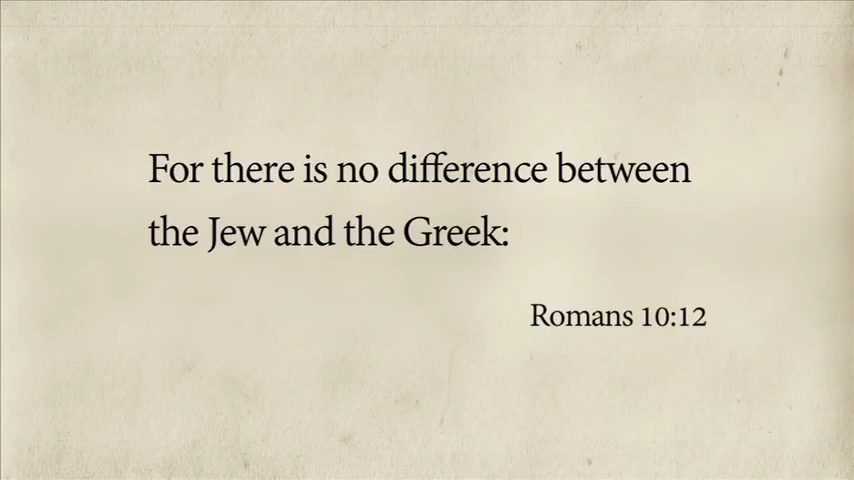 For there is no difference between
the Jew and the Greek:
Romans 10:12